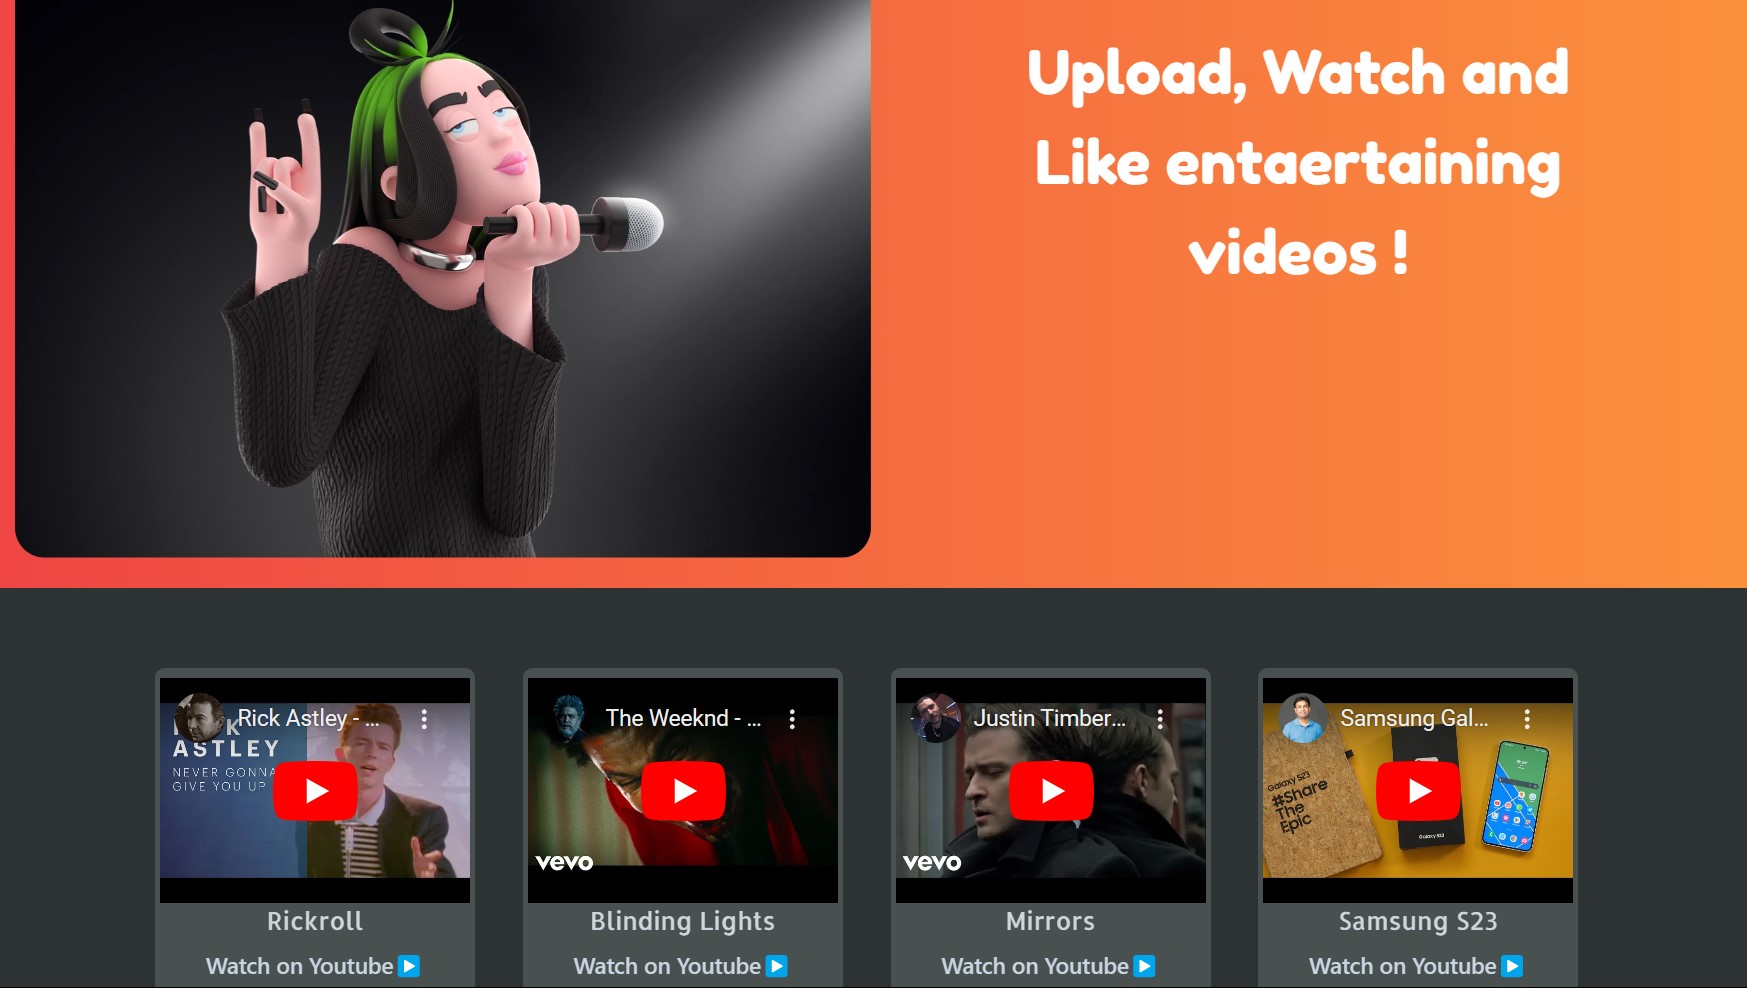 Upload, Watch and
Like entaertaining
videos !
Rick Astley - ...
ASTLEY
NEVER GONNA
GIVE YOU UP
The Weeknd - ...
vevo
Justin Timber...
vevo
Samsung Gal...
Galaxy S23
#Share
The
Epic
Galaxy S23
Rickroll
Blinding Lights
Mirrors
Samsung S23
Watch on Youtube
Watch on Youtube
Watch on Youtube
Watch on Youtube